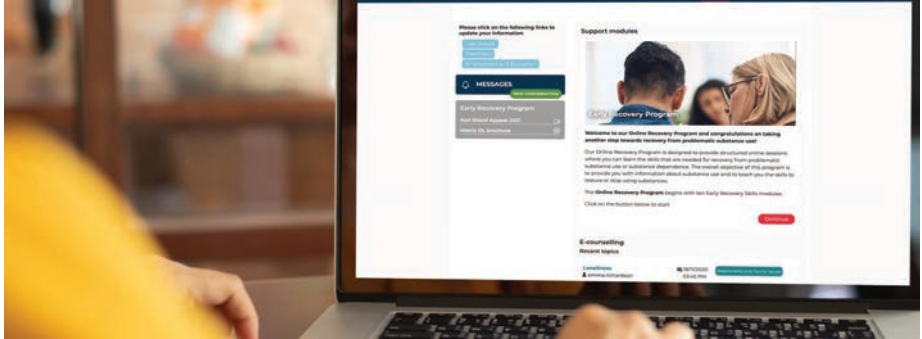 Please click on the following links to
update your information
MESSAGES
NEW CONVERSATION
Early Recovery Program
Support modules
Early Recovery Program
Welcome to our Online Recovery Program and congratulations on taking
another step towards recovery from problematic substance use!
Our Online Recovery Program is designed to provide structured online sessions
where you can learn the skills that are needed for recovery from problematic
substance use or substance dependence. The overall objective of this program is
to provide you with information about substance use and to teach you the skills to
reduce or stop using substances.
The Online Recovery Program begins with ten Early Recovery Skills modules.
Click on the button below to start
Continue
E-counselling
Recent topics
Loneliness
03:45 PM